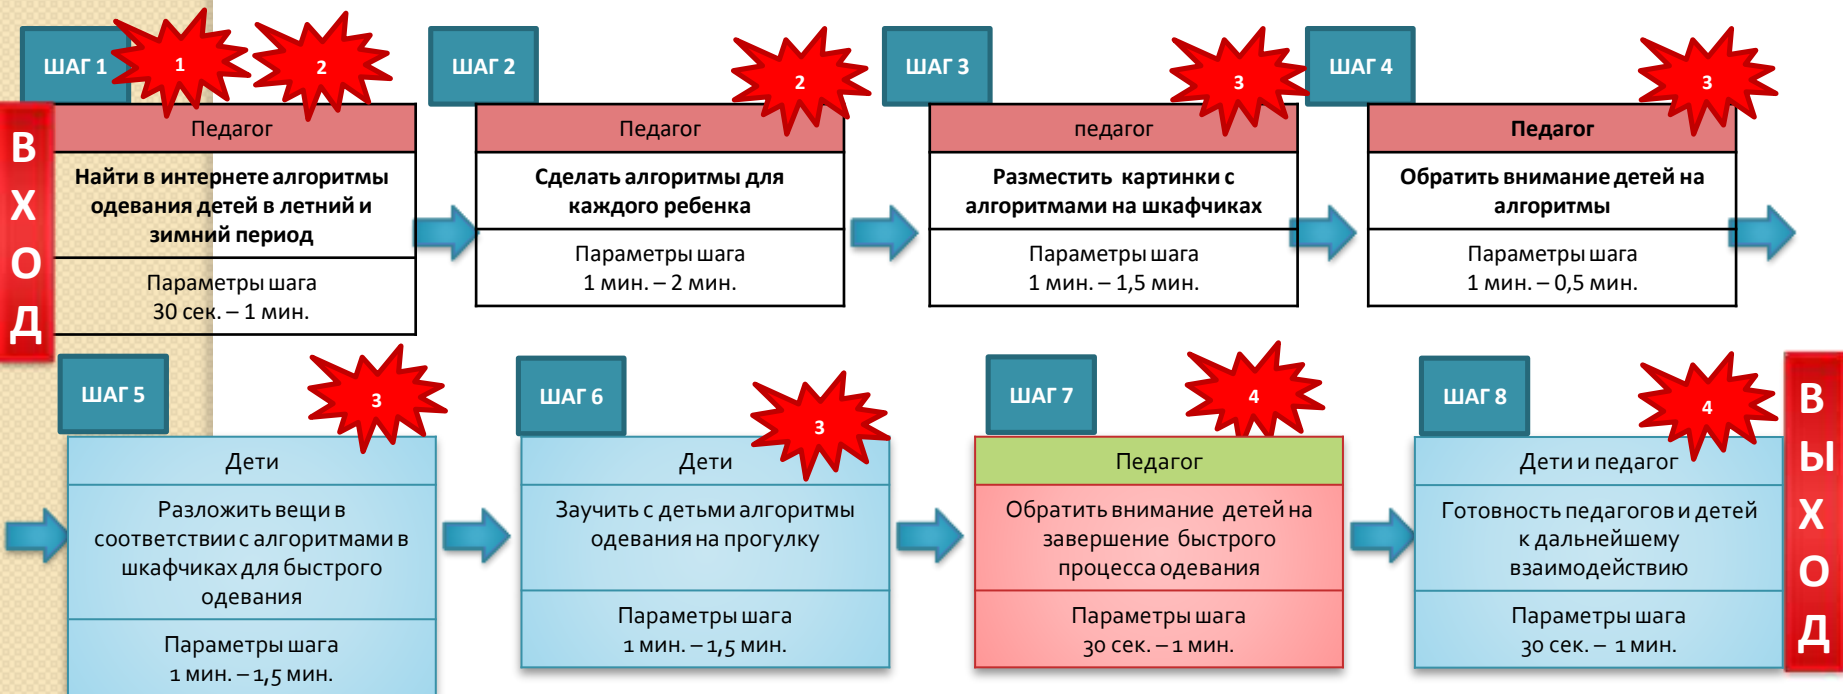 ВХОД
ШАГ 1
1
2
Педагог
Найти в интернете алгоритмы
одевания детей в летний и
зимний период
Параметры шага
30 сек. – 1 мин.
ШАГ 2
2
Педагог
Сделать алгоритмы для
каждого ребенка
Параметры шага
1 мин. – 2 мин.
ШАГ 3
3
педагог
Разместить картинки с
алгоритмами на шкафчиках
Параметры шага
1 мин. – 1,5 мин.
ШАГ 4
3
Педагог
Обратить внимание детей на
алгоритмы
Параметры шага
1 мин. – 0,5 мин.
ШАГ 5
3
Дети
Разложить вещи в
соответствии с алгоритмами в
шкафчиках для быстрого
одевания
Параметры шага
1 мин. – 1,5 мин.
ШАГ 6
3
Дети
Заучить с детьми алгоритмы
одевания на прогулку
Параметры шага
1 мин. – 1,5 мин.
ШАГ 7
4
Педагог
Обратить внимание детей на
завершение быстрого
процесса одевания
Параметры шага
30 сек. – 1 мин.
ШАГ 8
4
Дети и педагог
Готовность педагогов и детей
к дальнейшему
взаимодействию
Параметры шага
30 сек. – 1 мин.
ВЫХОД